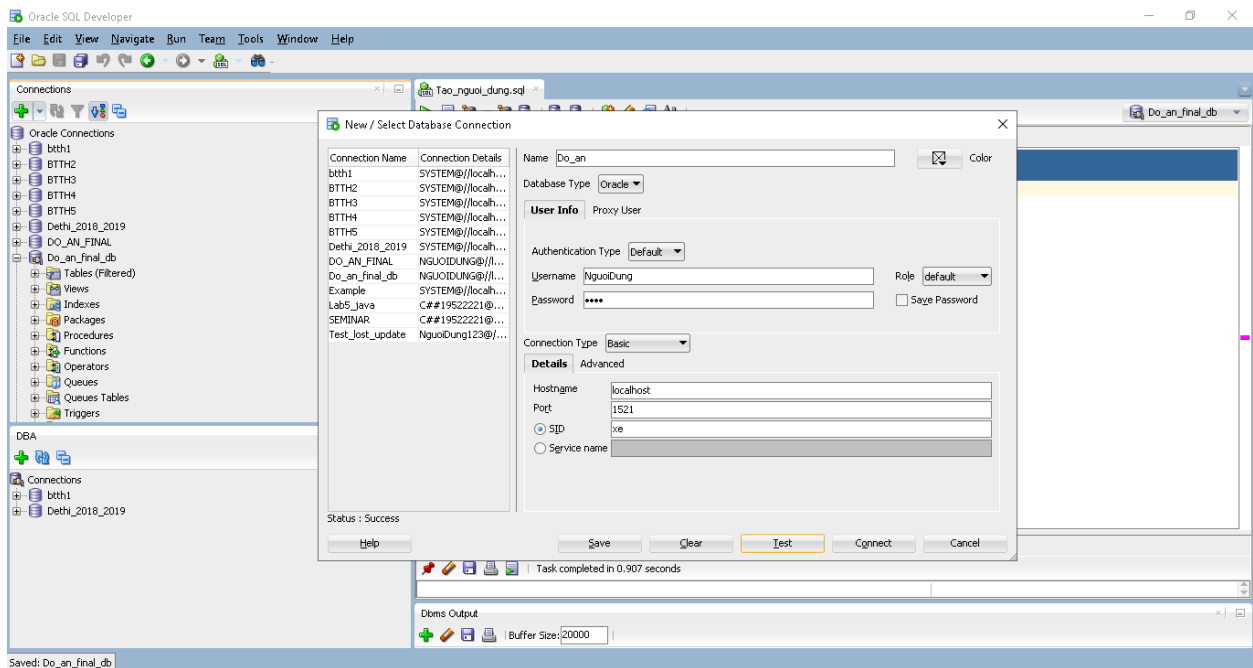 Oracle SQL Developer
File Edit View Navigate Run Team Tools Window Help
Connections
Oracle Connections
btth1
BTTH2
BTTH3
BTTH4
BTTH5
Dethi_2018_2019
DO_AN_FINAL
Do_an_final_db
Tables (Filtered)
Views
Indexes
Packages
Procedures
Functions
Operators
Queues
Queues Tables
Triggers
DBA
Connections
btth1
Dethi_2018_2019
Tao_nguoi_dung.sql
Do_an_final_db
New / Select Database Connection
Connection Name Connection Details
btth1 SYSTEM@//localh...
BTTH2 SYSTEM@//localh...
BTTH3 SYSTEM@//localh...
BTTH4 SYSTEM@//localh...
BTTH5 SYSTEM@//localh...
Dethi_2018_2019 SYSTEM@//localh...
DO_AN_FINAL NGUOIDUNG@//l...
Do_an_final_db NGUOIDUNG@//l...
Example SYSTEM@//localh...
Lab5_java C##19522221@...
SEMINAR C##19522221@...
Test_lost_update NguoiDung123@/...
Status : Success
Name Do_an Color
Database Type Oracle
User Info Proxy User
Authentication Type Default
Username NguoiDung Role default
Password •••• Save Password
Connection Type Basic
Details Advanced
Hostname localhost
Port 1521
SID xe
Service name
Help Save Clear Test Connect Cancel
Task completed in 0.907 seconds
Dbms Output
Buffer Size: 20000
Saved: Do_an_final_db